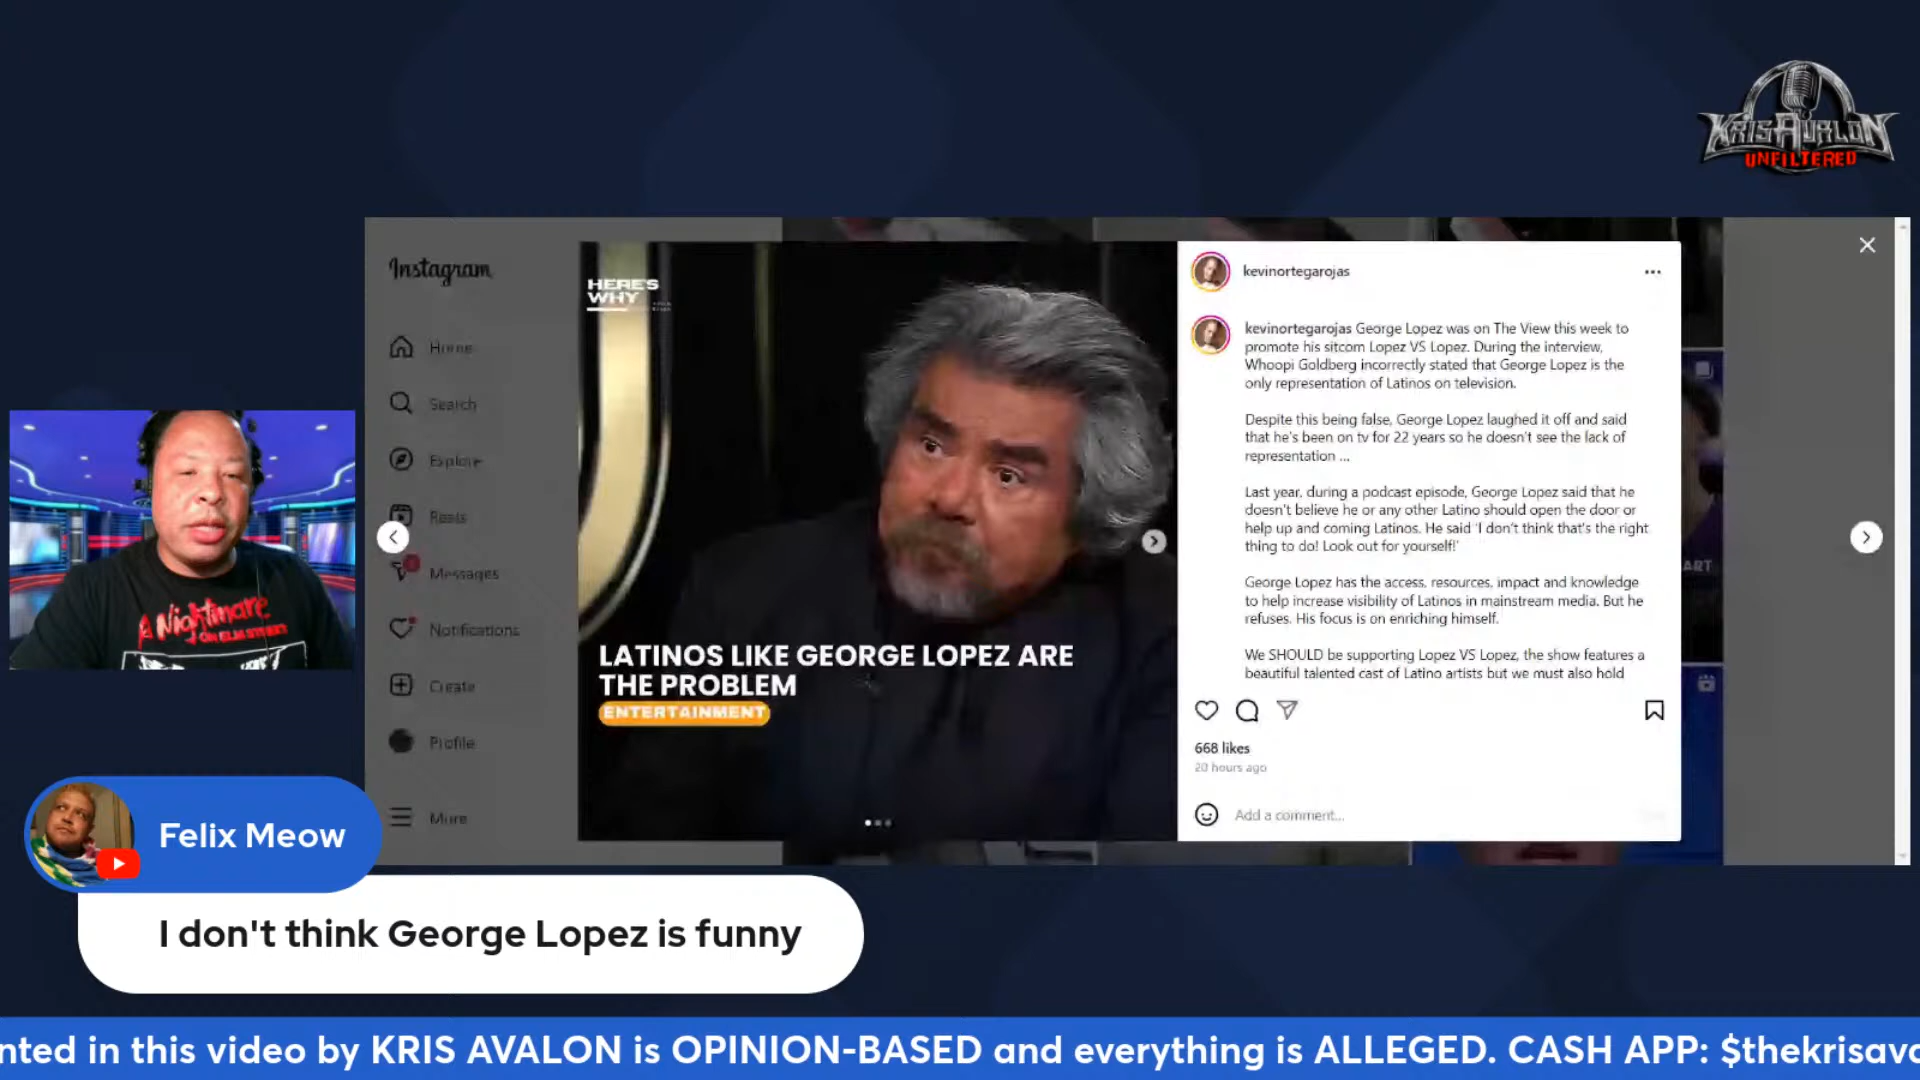 KRIS AVALON
UNFILTERED
Instagram
Home
Search
Explore
Reels
Messages
Notifications
Create
Profile
More
HERE'S
WHY
LATINOS LIKE GEORGE LOPEZ ARE
THE PROBLEM
ENTERTAINMENT
kevinortegarojas
kevinortegarojas George Lopez was on The View this week to
promote his sitcom Lopez VS Lopez. During the interview,
Whoopi Goldberg incorrectly stated that George Lopez is the
only representation of Latinos on television.
Despite this being false, George Lopez laughed it off and said
that he's been on tv for 22 years so he doesn't see the lack of
representation ...
Last year, during a podcast episode, George Lopez said that he
doesn't believe he or any other Latino should open the door or
help up and coming Latinos. He said 'I don't think that's the right
thing to do! Look out for yourself!'
George Lopez has the access, resources, impact and knowledge
to help increase visibility of Latinos in mainstream media. But he
refuses. His focus is on enriching himself.
We SHOULD be supporting Lopez VS Lopez, the show features a
beautiful talented cast of Latino artists but we must also hold
668 likes
20 hours ago
Add a comment...
ART
A Nightmare
ON ELM STREET
Felix Meow
I don't think George Lopez is funny
nted in this video by KRIS AVALON is OPINION-BASED and everything is ALLEGED. CASH APP: $thekrisava